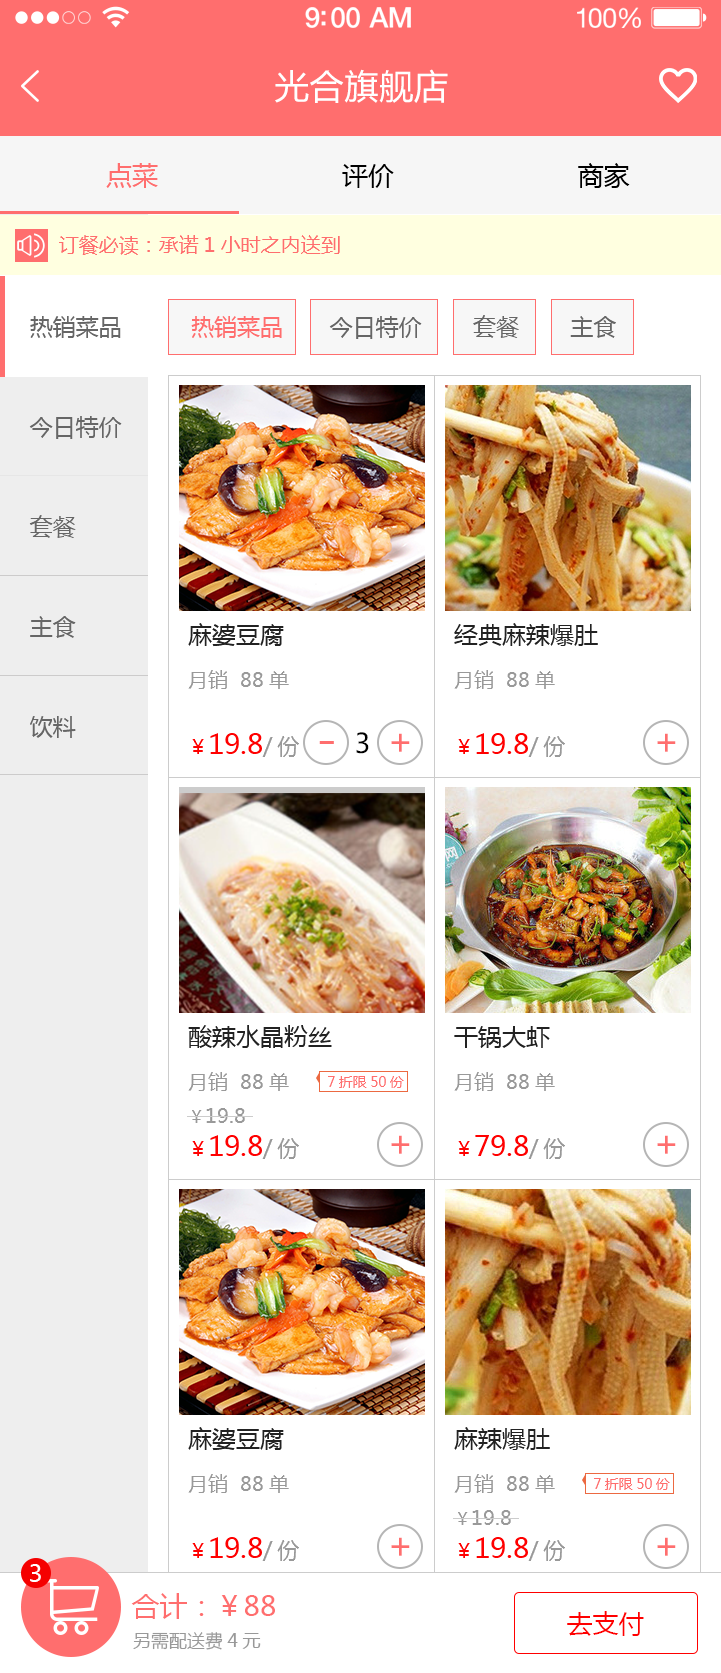 9:00 AM 100%
光合旗舰店
点菜 评价 商家
订餐必读：承诺 1 小时之内送到
热销菜品
今日特价
套餐
主食
饮料
热销菜品 今日特价 套餐 主食
麻婆豆腐 经典麻辣爆肚
月销 88 单 月销 88 单
¥19.8/ 份 3 ¥19.8/ 份
网
酸辣水晶粉丝 干锅大虾
月销 88 单 7 折限 50 份 月销 88 单
¥19.8
¥19.8/ 份 ¥79.8/ 份
麻婆豆腐 麻辣爆肚
月销 88 单 月销 88 单 7 折限 50 份
¥19.8
¥19.8/ 份 ¥19.8/ 份
3
合计：¥88
另需配送费 4 元
去支付